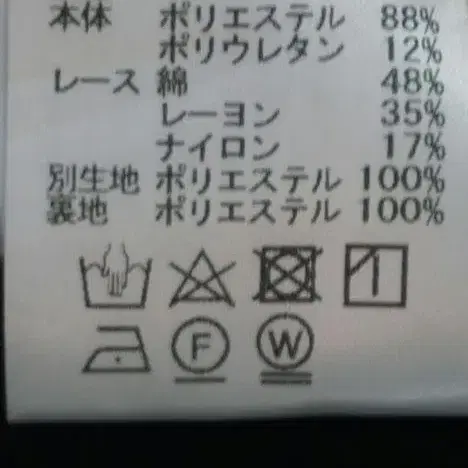 本体 ポリエステル 88%
ポリウレタン 12%
レース 綿 48%
レーヨン 35%
ナイロン 17%
別生地 ポリエステル 100%
裏地 ポリエステル 100%
F W